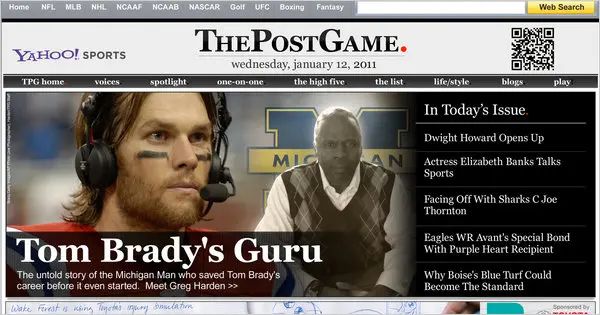 Home NFL MLB NHL NCAAF NCAAB NASCAR Golf UFC Boxing Fantasy Web Search
YAHOO! SPORTS
THEPOSTGAME.
wednesday, january 12, 2011
TPG home voices spotlight one-on-one the high five the list life/style blogs play
MICHIGAN
In Today's Issue.
Dwight Howard Opens Up
Actress Elizabeth Banks Talks
Sports
Facing Off With Sharks C Joe
Thornton
Eagles WR Avant's Special Bond
With Purple Heart Recipient
Why Boise's Blue Turf Could
Become The Standard
Tom Brady's Guru
The untold story of the Michigan Man who saved Tom Brady's
career before it even started. Meet Greg Harden >>
Wake Forest is using Toyota's injury simulation
Sponsored by
TOYOTA